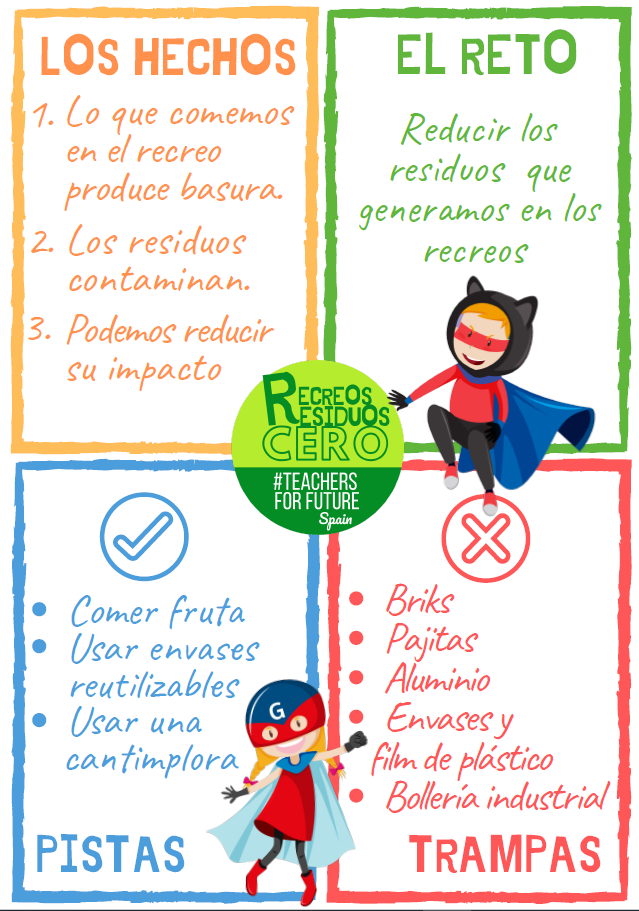 LOS HECHOS
1. Lo que comemos
en el recreo
produce basura.
2. Los residuos
contaminan.
3. Podemos reducir
su impacto
EL RETO
Reducir los
residuos que
generamos en los
recreos
RECREOS
RESIDUOS
CERO
#TEACHERS
FOR FUTURE
Spain
• Comer fruta
• Usar envases
reutilizables
• Usar una
cantimplora
G
PISTAS
• Briks
• Pajitas
• Aluminio
• Envases y
film de plástico
• Bollería industrial
TRAMPAS